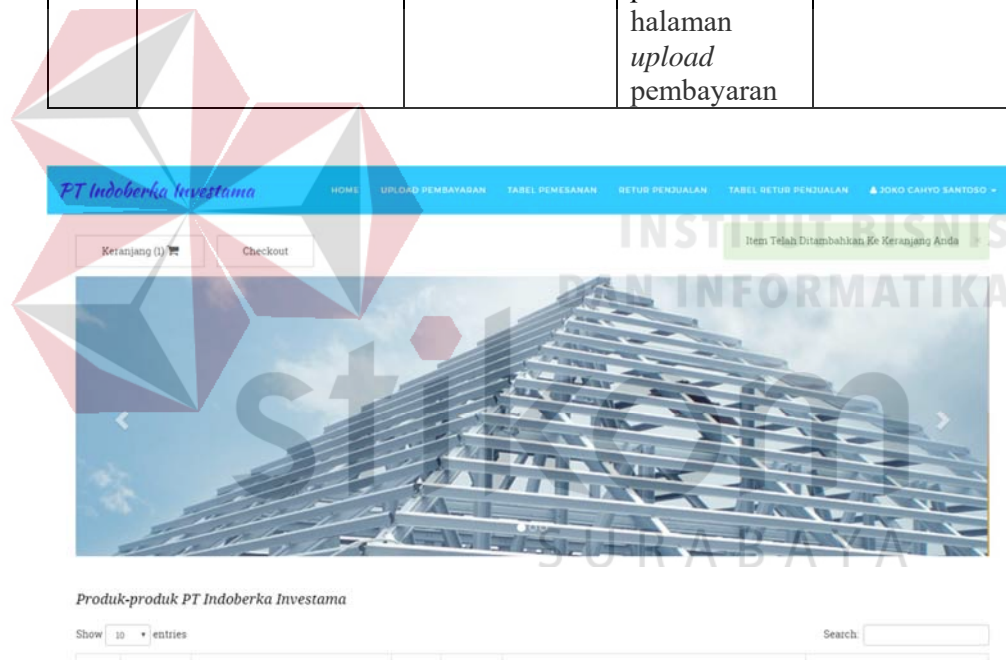 halaman
upload
pembayaran
PT Indoberka Investama
HOME UPLOAD PEMBAYARAN TABEL PEMESANAN RETUR PENJUALAN TABEL RETUR PENJUALAN JOKO CAHYO SANTOSO
INSTITUT BISNIS
Keranjang (1) Checkout Item Telah Ditambahkan Ke Keranjang Anda
DAN INFORMATIKA
stikom
SURABAYA
Produk-produk PT Indoberka Investama
Show 10 entries Search: